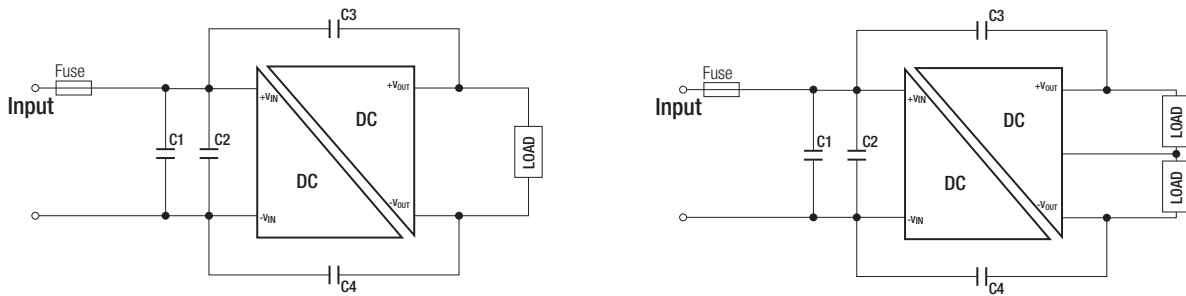 C3
Fuse
Input
+VIN
+VOUT
DC
C1
C2
LOAD
DC
-VOUT
-VIN
C4
C3
Fuse
Input
+VIN
+VOUT
DC
LOAD
C1
C2
LOAD
DC
-VOUT
-VIN
C4